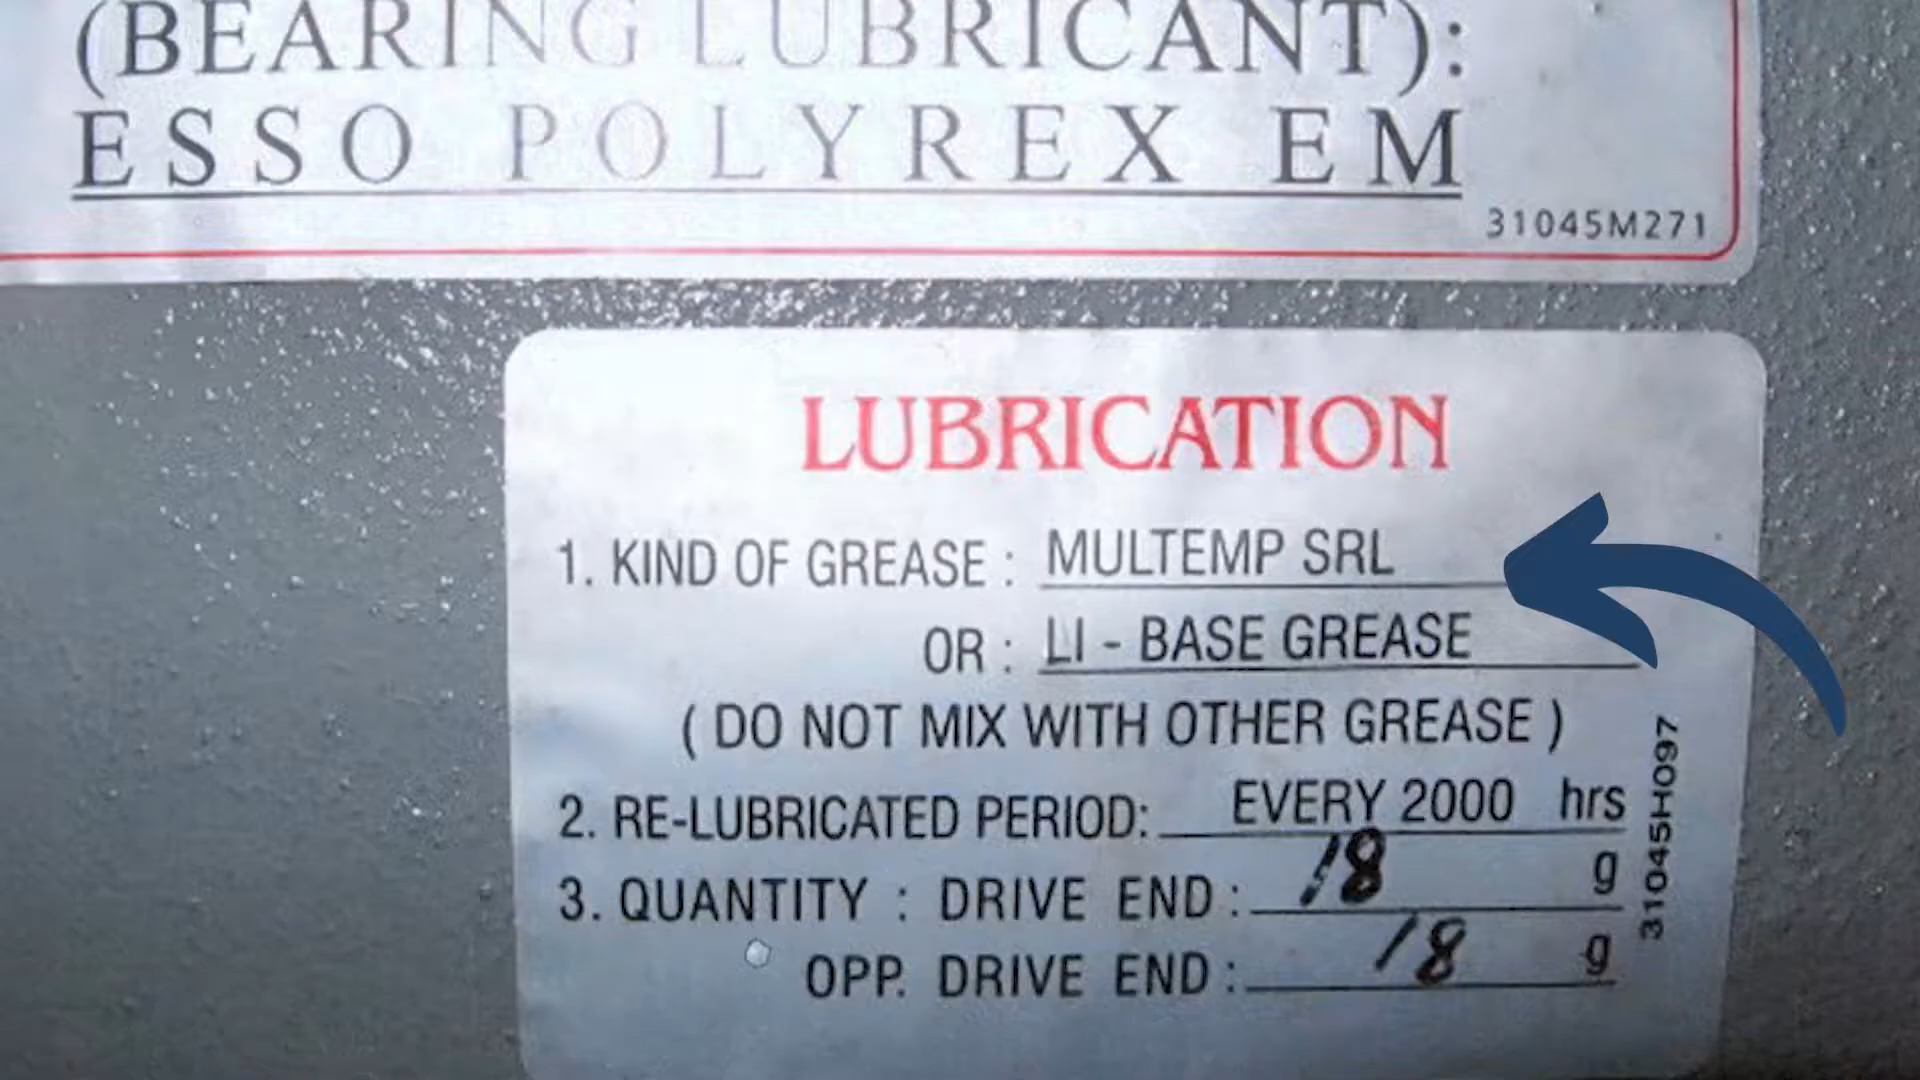 (BEARING LUBRICANT):
ESSO POLYREX EM
31045M271
LUBRICATION
1. KIND OF GREASE : MULTEMP SRL
OR : LI - BASE GREASE
( DO NOT MIX WITH OTHER GREASE )
2. RE-LUBRICATED PERIOD: EVERY 2000 hrs
3. QUANTITY : DRIVE END : 18 g
OPP. DRIVE END : 18 g
31045H097